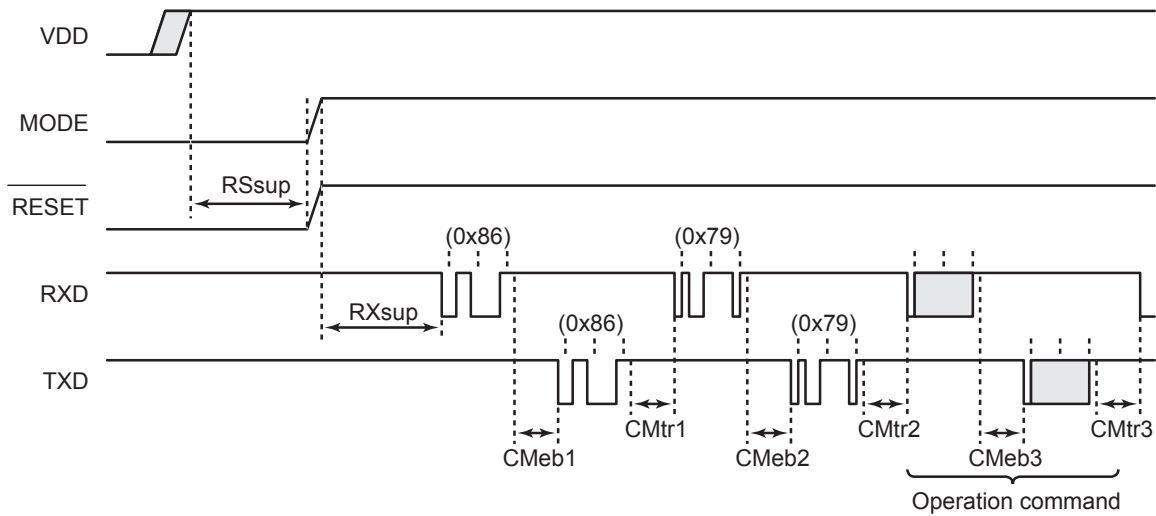 VDD
MODE
RSsup
RESET
(0x86)
(0x79)
RXD
RXsup
(0x86)
(0x79)
TXD
CMtr1
CMtr2
CMtr3
CMeb1
CMeb2
CMeb3
Operation command